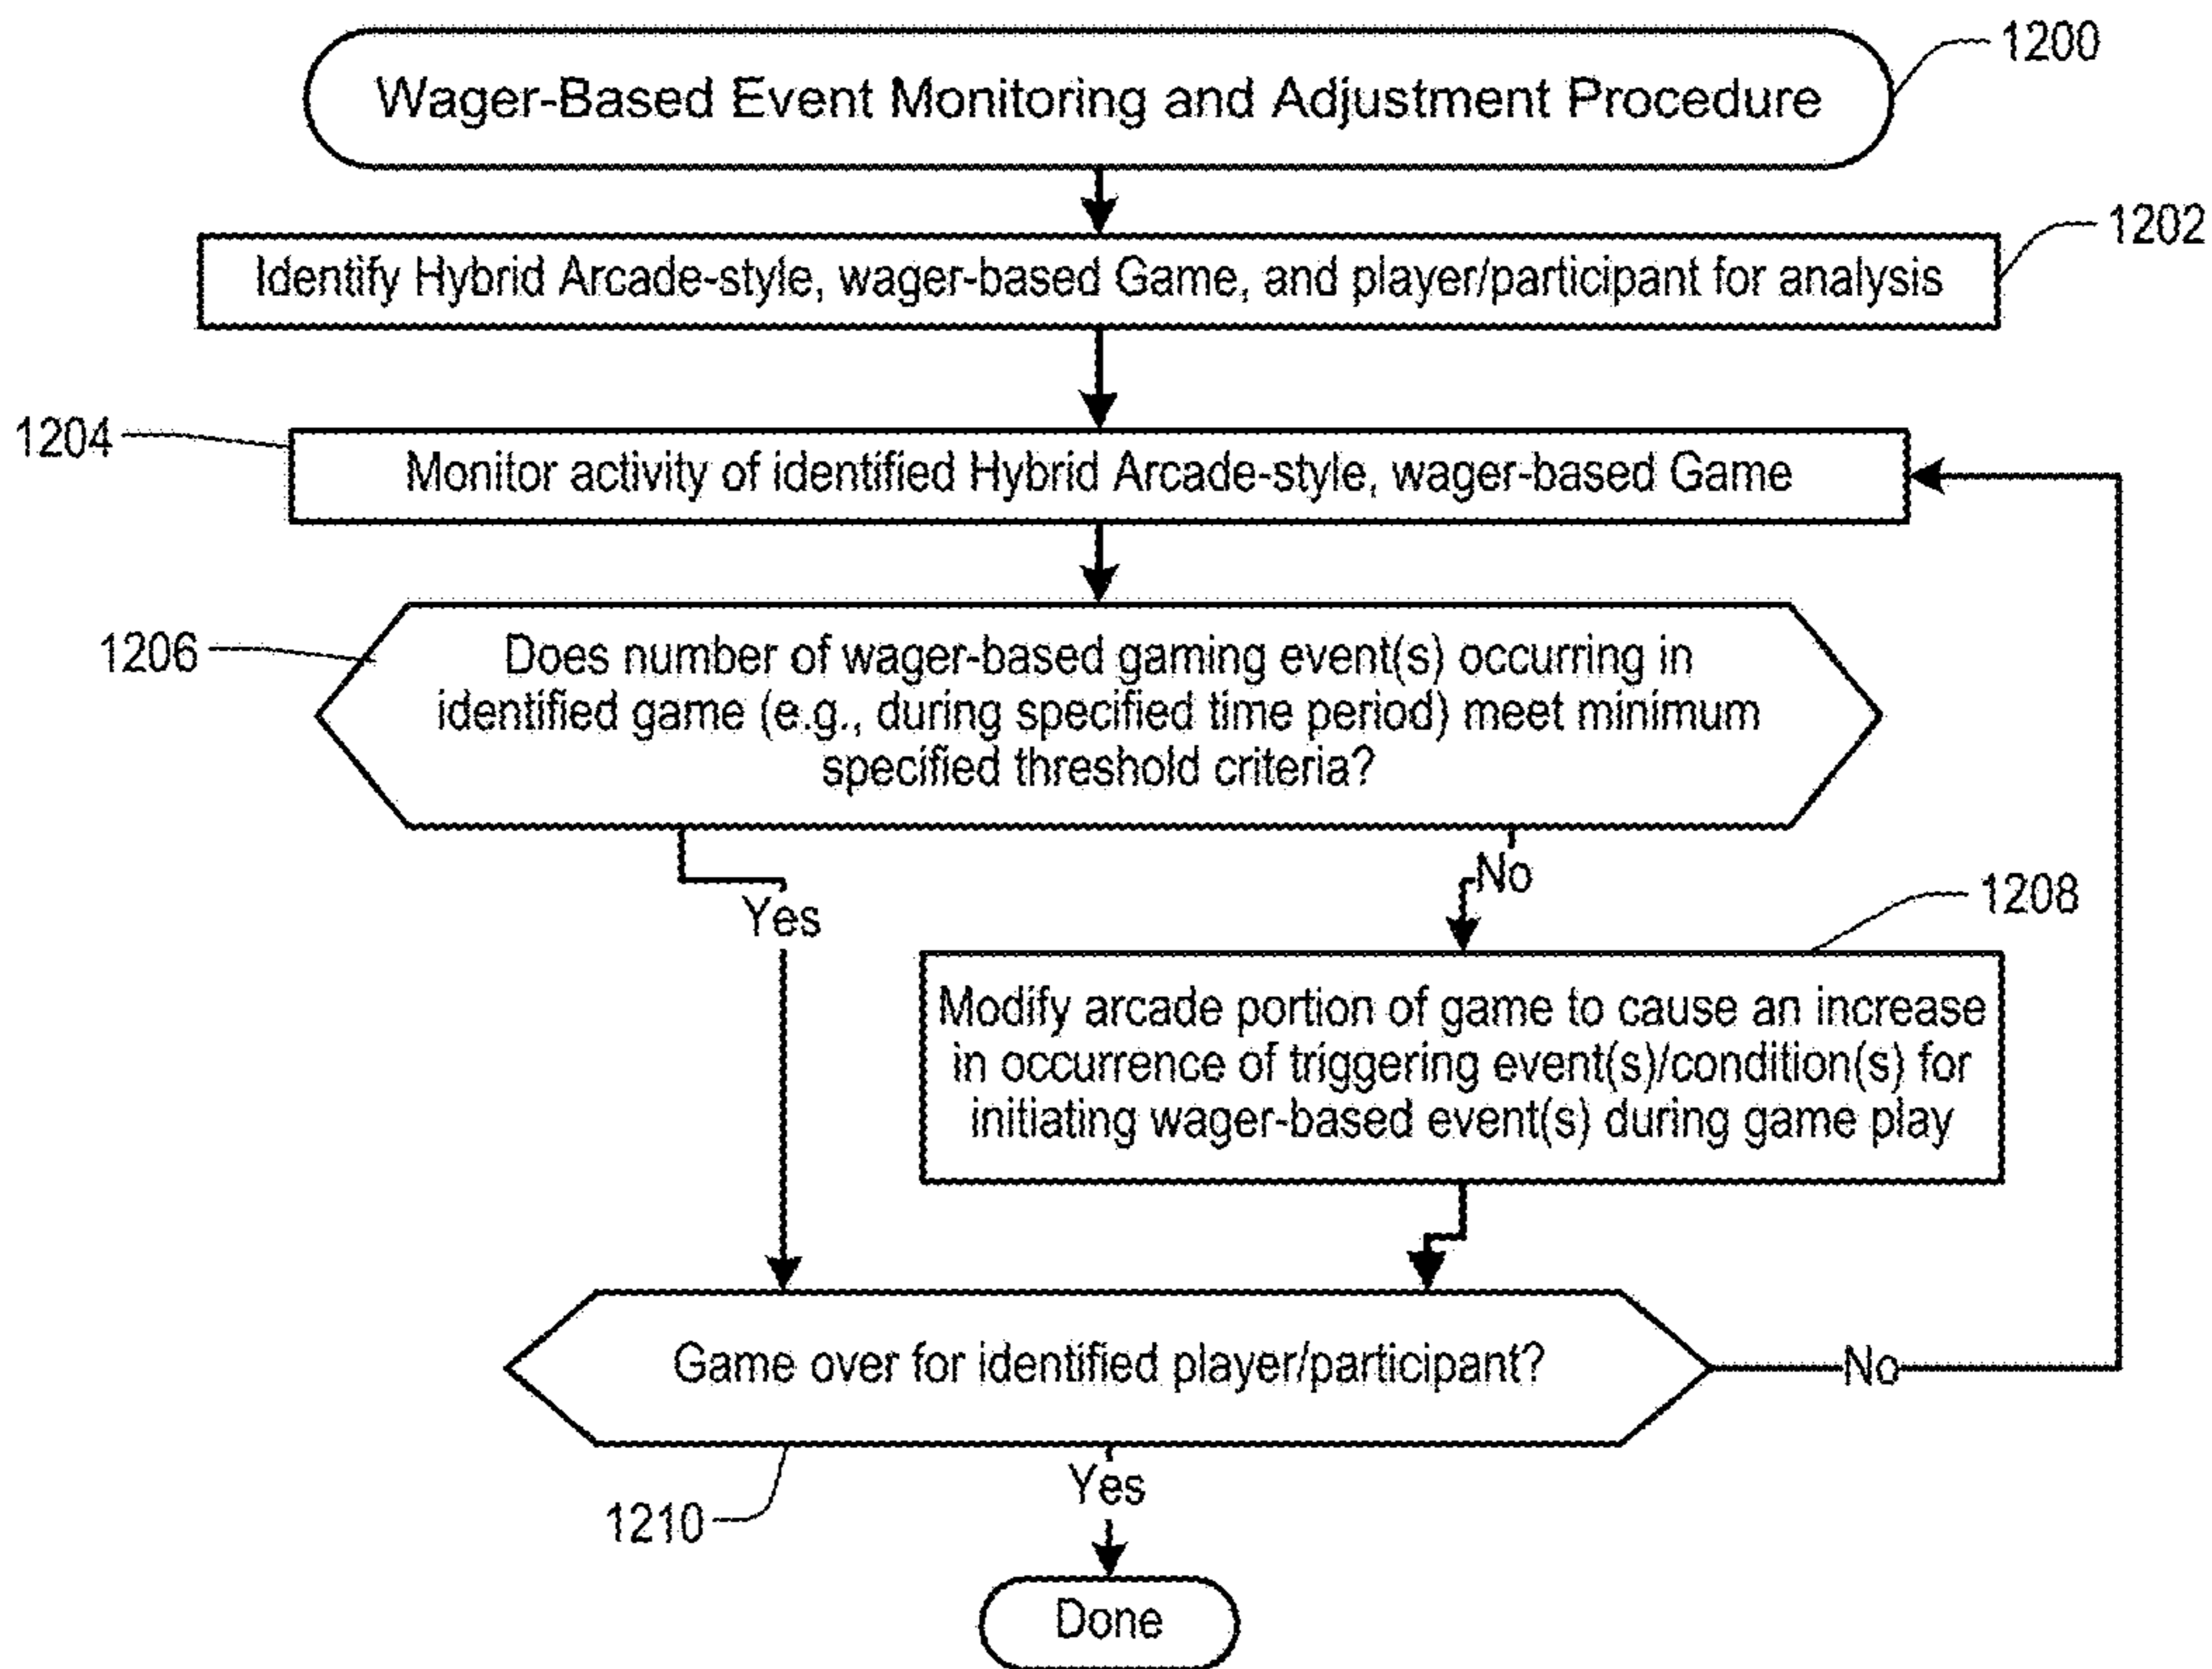 1200
Wager-Based Event Monitoring and Adjustment Procedure
1202
Identify Hybrid Arcade-style, wager-based Game, and player/participant for analysis
1204
Monitor activity of identified Hybrid Arcade-style, wager-based Game
1206
Does number of wager-based gaming event(s) occurring in
identified game (e.g., during specified time period) meet minimum
specified threshold criteria?
Yes
No
1208
Modify arcade portion of game to cause an increase
in occurrence of triggering event(s)/condition(s) for
initiating wager-based event(s) during game play
Game over for identified player/participant?
No
1210
Yes
Done